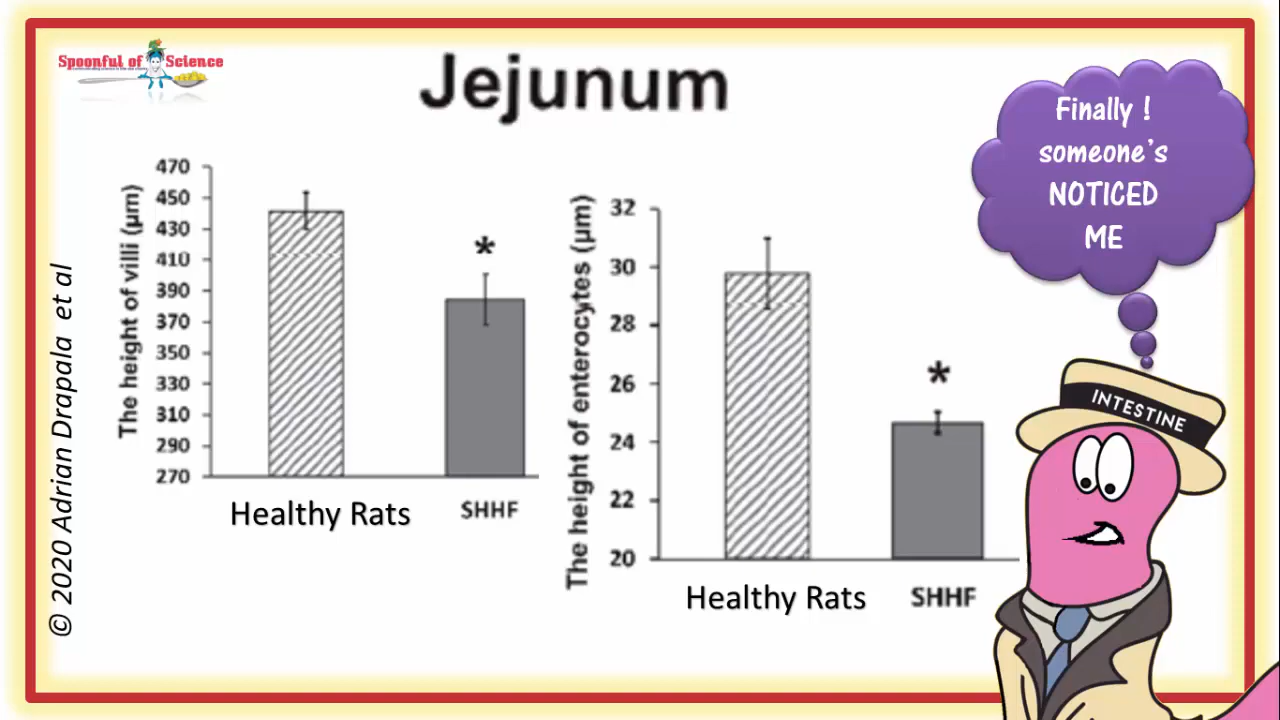 Spoonful of Science
Jejunum
Finally !
someone's
NOTICED
ME
The height of villi (µm)
470
450
430
410
390
370
350
330
310
290
270
*
Healthy Rats
SHHF
The height of enterocytes (µm)
32
30
28
26
24
22
20
*
Healthy Rats
SHHF
INTESTINE
© 2020 Adrian Drapala et al